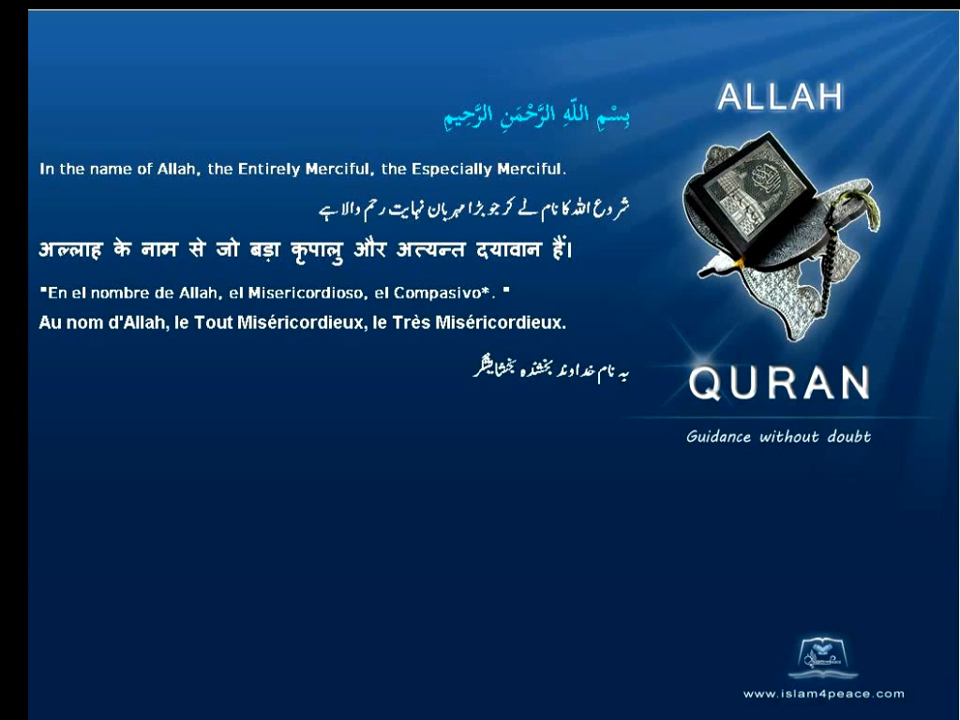 بِسْمِ اللّهِ الرَّحْمَنِ الرَّحِيمِ
In the name of Allah, the Entirely Merciful, the Especially Merciful.
شروع الله کا نام لے کر جو بڑا مہربان نہایت رحم والا ہے
अल्लाह के नाम से जो बड़ा कृपालु और अत्यन्त दयावान हैं।
"En el nombre de Allah, el Misericordioso, el Compasivo*. "
Au nom d'Allah, le Tout Miséricordieux, le Très Miséricordieux.
به نام خداوند بخشنده بخشایشگر
ALLAH
QURAN
Guidance without doubt
www.islam4peace.com